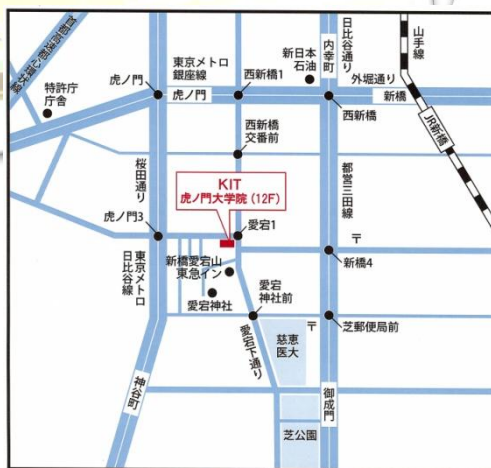 首都高速都心環状線
特許庁
庁舎
虎ノ門
東京メトロ
銀座線
虎ノ門
西新橋1
新日本
石油
内幸町
日比谷通り
外堀通り
新橋
山手線
JR新橋
西新橋
西新橋
交番前
桜田通り
都営三田線
KIT
虎ノ門大学院(12F)
虎ノ門3
愛宕1
〒
新橋4
東京メトロ
日比谷線
新橋愛宕山
東急イン
愛宕神社
愛宕
神社前
〒
芝郵便局前
愛宕下通り
慈恵
医大
神谷町
御成門
芝公園